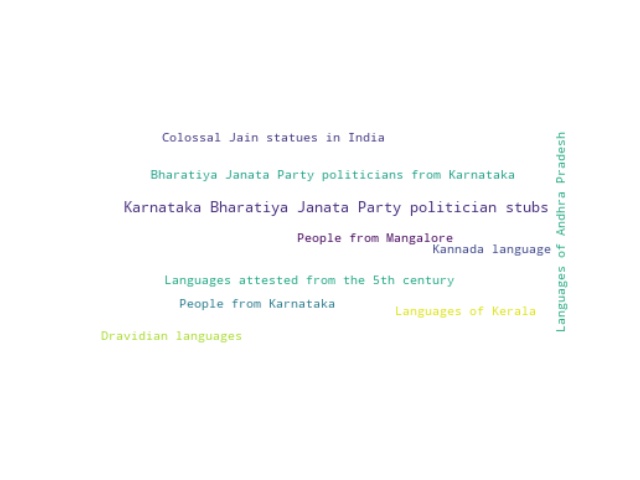 Colossal Jain statues in India
Bharatiya Janata Party politicians from Karnataka
Karnataka Bharatiya Janata Party politician stubs
People from Mangalore
Kannada language
Languages attested from the 5th century
People from Karnataka
Languages of Kerala
Dravidian languages
Languages of Andhra Pradesh